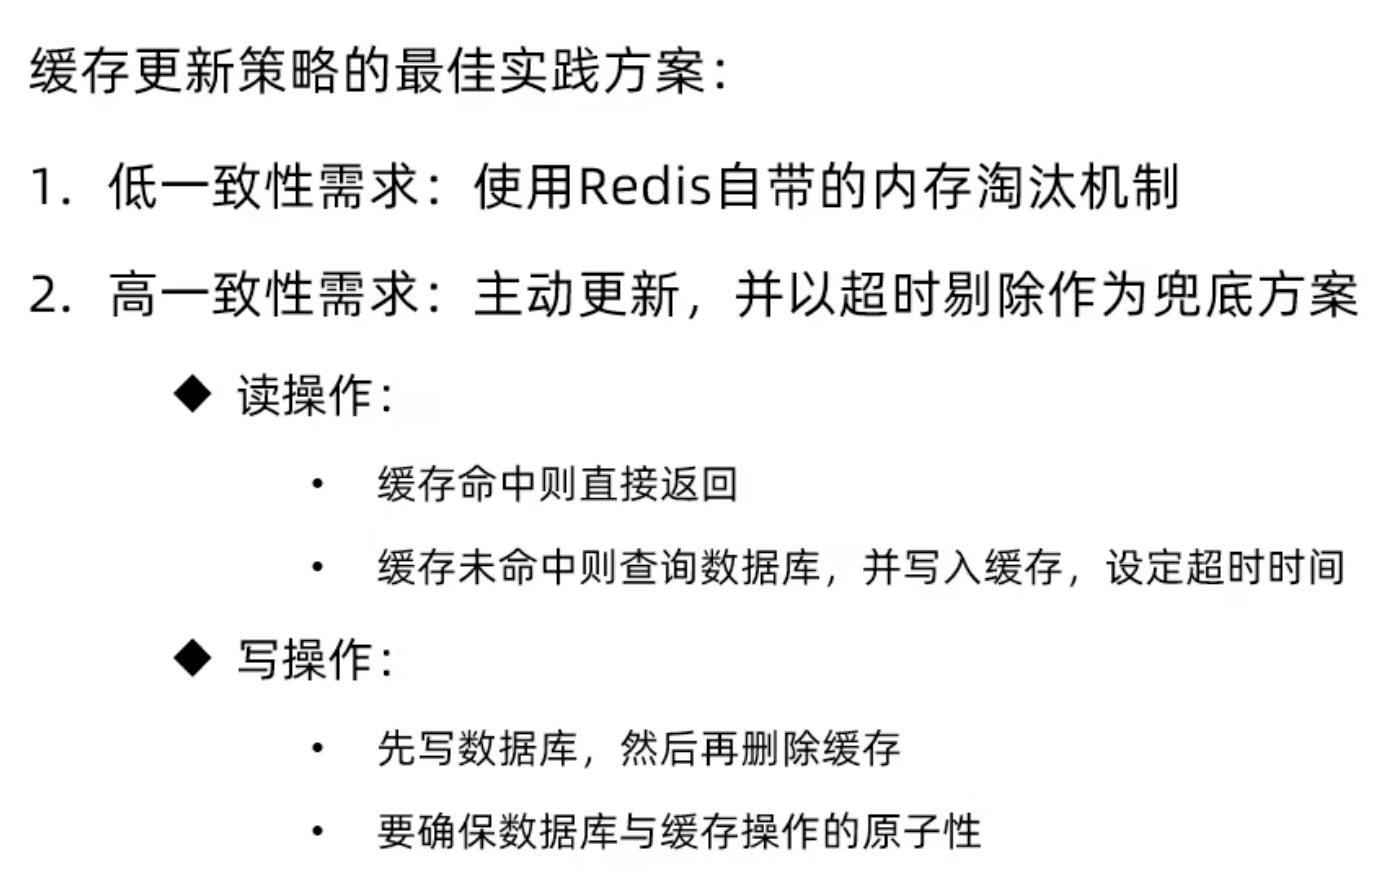 缓存更新策略的最佳实践方案：
1. 低一致性需求：使用Redis自带的内存淘汰机制
2. 高一致性需求：主动更新，并以超时剔除作为兜底方案
◆ 读操作：
• 缓存命中则直接返回
• 缓存未命中则查询数据库，并写入缓存，设定超时时间
◆ 写操作：
• 先写数据库，然后再删除缓存
• 要确保数据库与缓存操作的原子性